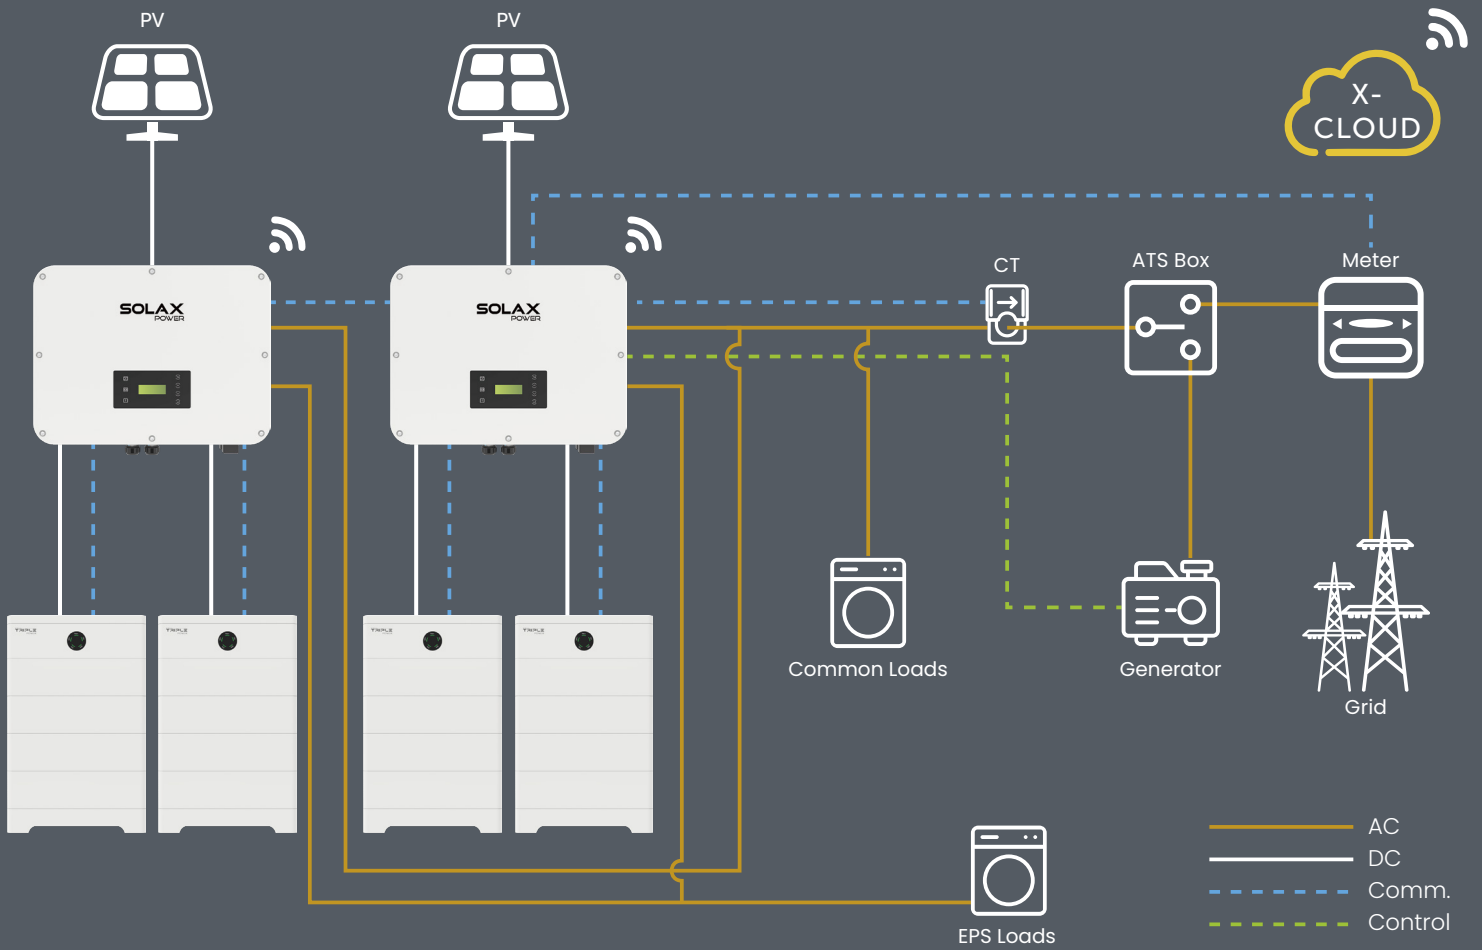 PV
PV
X-
CLOUD
CT
ATS Box
Meter
SOLAX
POWER
SOLAX
POWER
Common Loads
Generator
Grid
EPS Loads
AC
DC
Comm.
Control